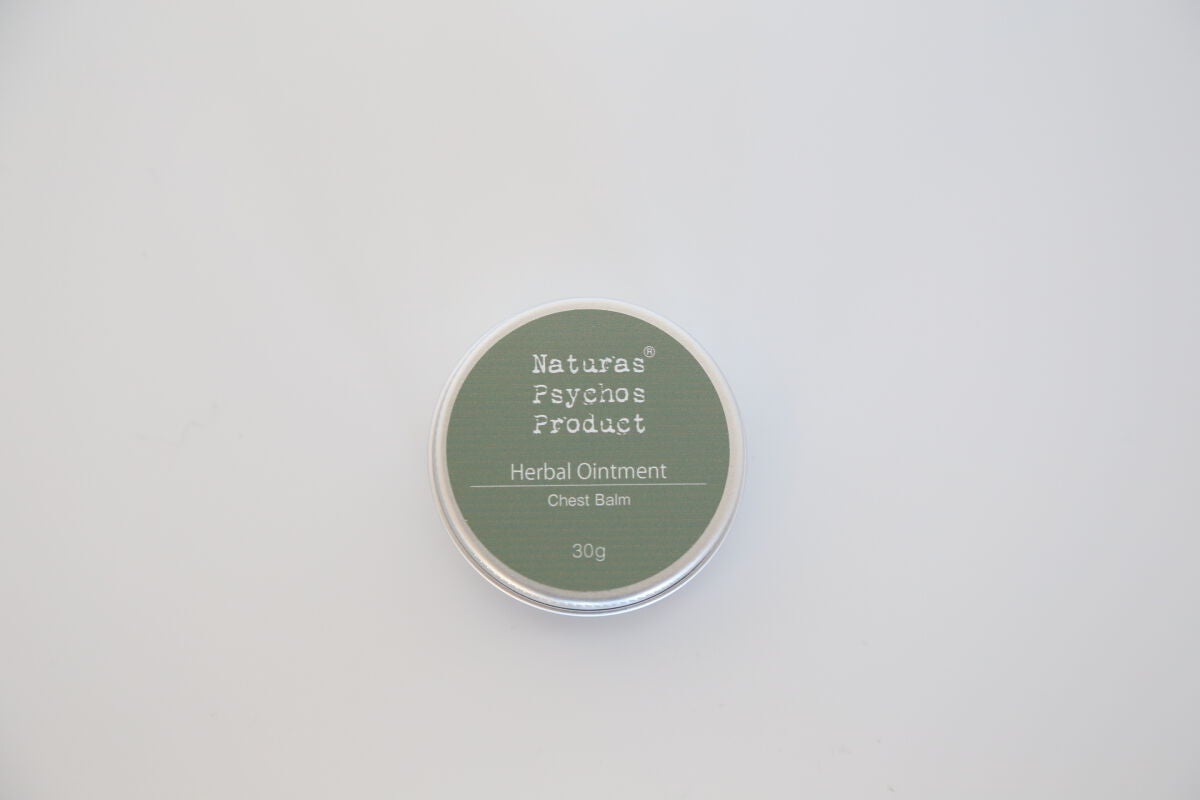 Naturas®
Psychos
Product
Herbal Ointment
Chest Balm
30g